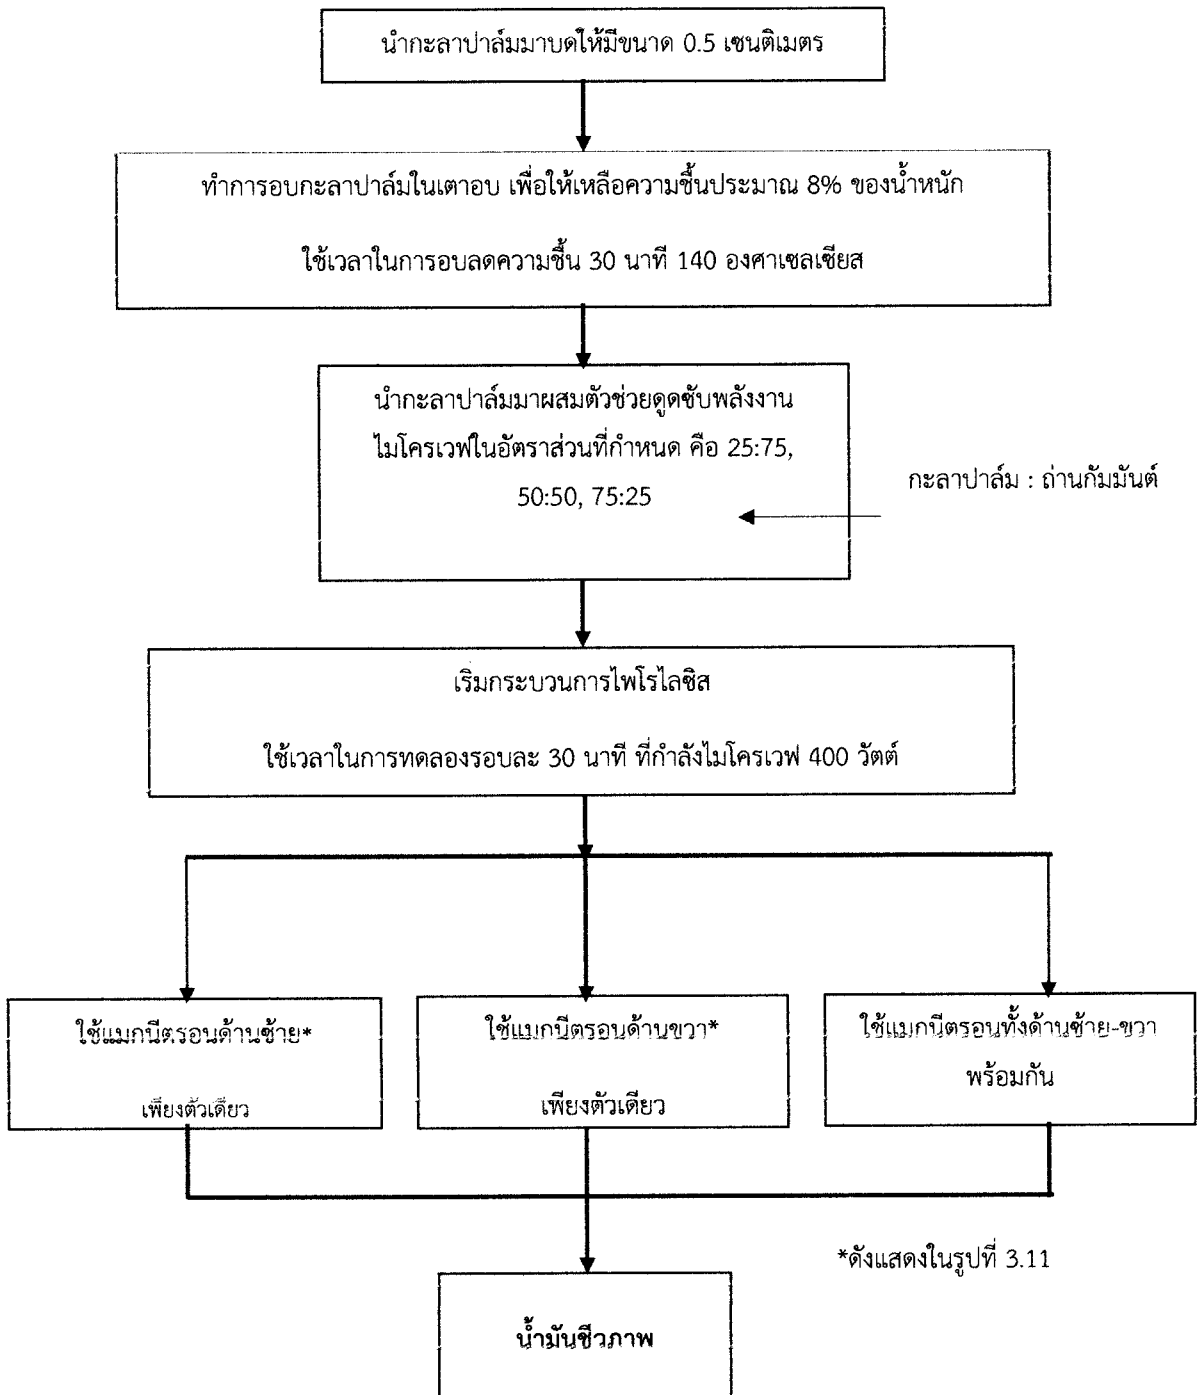 นำกะลาปาล์มมาบดให้มีขนาด 0.5 เซนติเมตร
ทำการอบกะลาปาล์มในเตาอบ เพื่อให้เหลือความชื้นประมาณ 8% ของน้ำหนัก
ใช้เวลาในการอบลดความชื้น 30 นาที 140 องศาเซลเซียส
นำกะลาปาล์มมาผสมตัวช่วยดูดซับพลังงาน
ไมโครเวฟในอัตราส่วนที่กำหนด คือ 25:75,
50:50, 75:25
กะลาปาล์ม : ถ่านกัมมันต์
เริ่มกระบวนการไพโรไลซิส
ใช้เวลาในการทดลองรอบละ 30 นาที ที่กำลังไมโครเวฟ 400 วัตต์
ใช้แมกนีตรอนด้านซ้าย*
เพียงตัวเดียว
ใช้แมกนีตรอนด้านขวา*
เพียงตัวเดียว
ใช้แมกนีตรอนทั้งด้านซ้าย-ขวา
พร้อมกัน
*ดังแสดงในรูปที่ 3.11
น้ำมันชีวภาพ